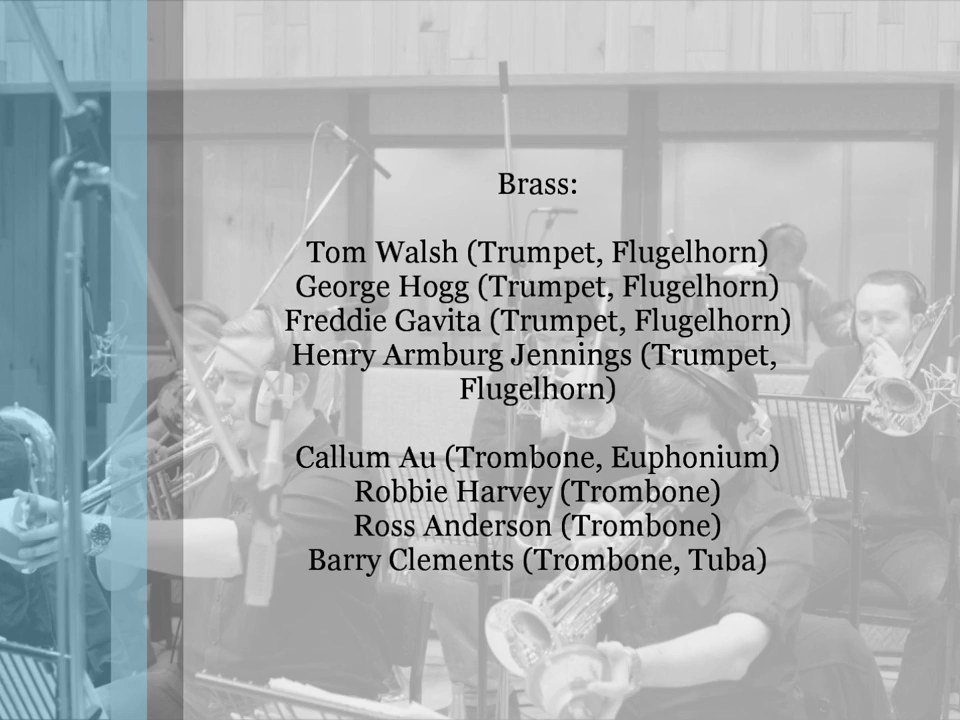 Brass:
Tom Walsh (Trumpet, Flugelhorn)
George Hogg (Trumpet, Flugelhorn)
Freddie Gavita (Trumpet, Flugelhorn)
Henry Armburg Jennings (Trumpet,
Flugelhorn)
Callum Au (Trombone, Euphonium)
Robbie Harvey (Trombone)
Ross Anderson (Trombone)
Barry Clements (Trombone, Tuba)